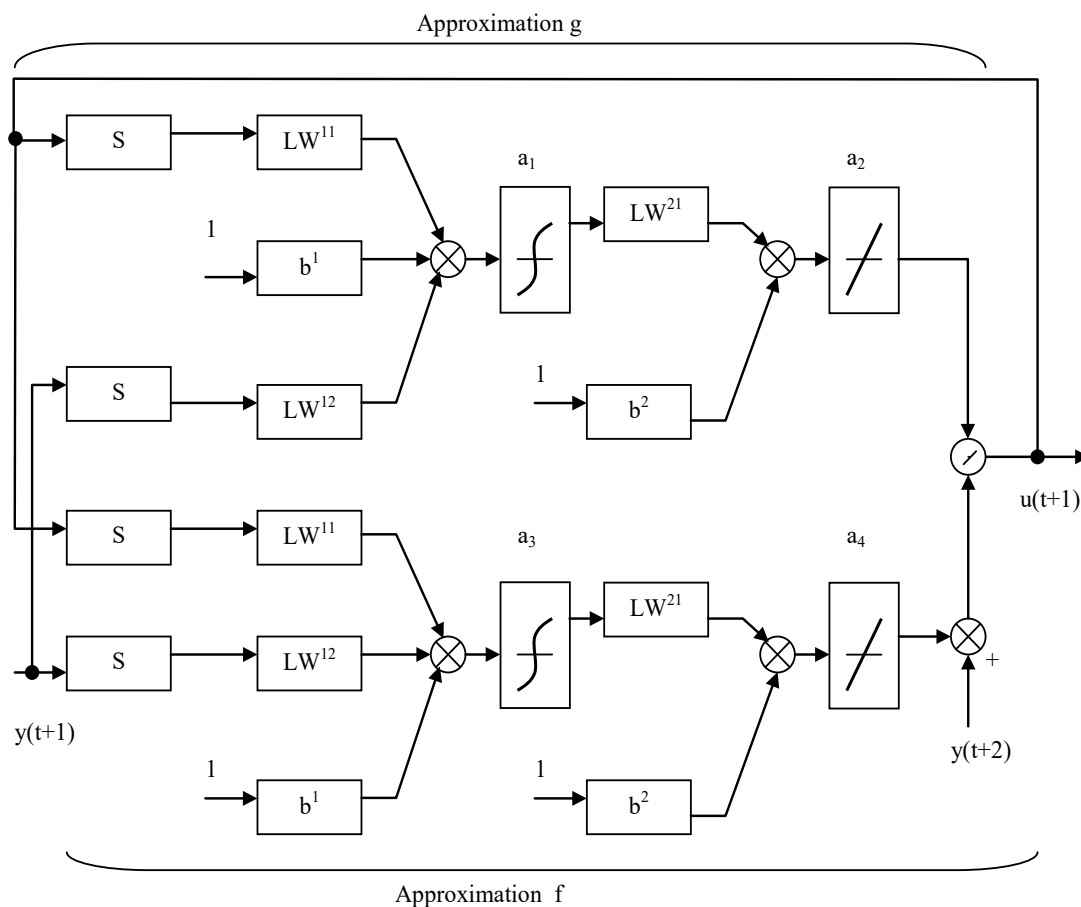 Approximation g
S
LW¹¹
a₁
a₂
LW²¹
1
b¹
S
LW¹²
1
b²
u(t+1)
S
LW¹¹
a₃
a₄
LW²¹
S
LW¹²
+
y(t+1)
y(t+2)
1
b¹
1
b²
Approximation f